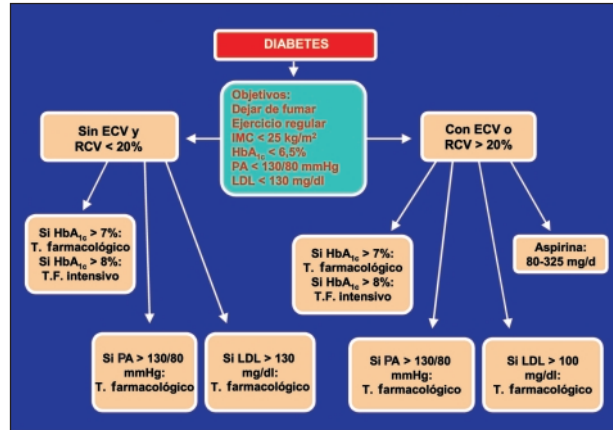 DIABETES
Objetivos:
Dejar de fumar
Ejercicio regular
IMC < 25 kg/m²
HbA₁c < 6,5%
PA < 130/80 mmHg
LDL < 130 mg/dl
Sin ECV y
RCV < 20%
Con ECV o
RCV > 20%
Si HbA₁c > 7%:
T. farmacológico
Si HbA₁c > 8%:
T.F. intensivo
Si HbA₁c > 7%:
T. farmacológico
Si HbA₁c > 8%:
T.F. intensivo
Aspirina:
80-325 mg/d
Si PA > 130/80
mmHg:
T. farmacológico
Si LDL > 130
mg/dl:
T. farmacológico
Si PA > 130/80
mmHg:
T. farmacológico
Si LDL > 100
mg/dl:
T. farmacológico